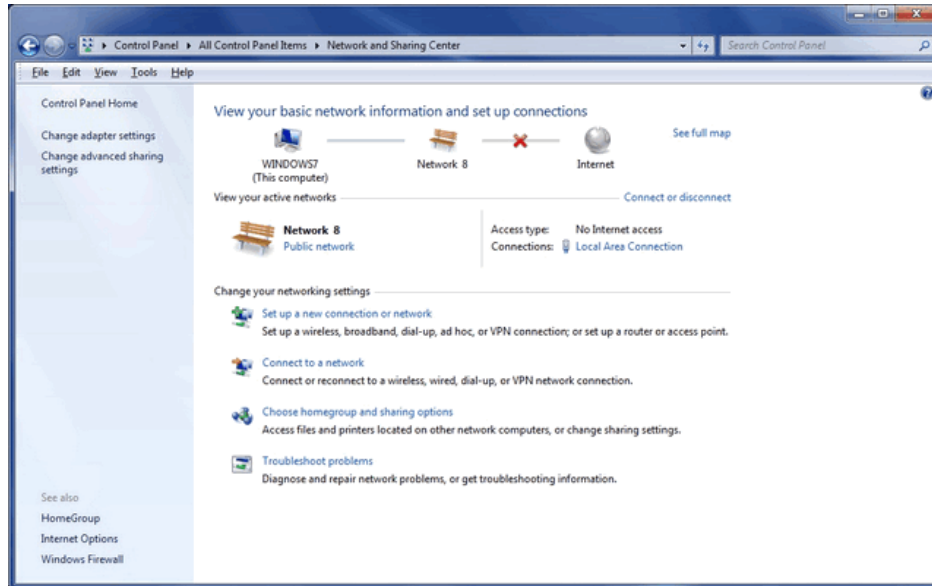 Control Panel ▸ All Control Panel Items ▸ Network and Sharing Center
Search Control Panel
File Edit View Tools Help
Control Panel Home
Change adapter settings
Change advanced sharing
settings
View your basic network information and set up connections
See full map
WINDOWS7
(This computer)
Network 8
Internet
View your active networks
Connect or disconnect
Network 8
Public network
Access type: No Internet access
Connections: Local Area Connection
Change your networking settings
Set up a new connection or network
Set up a wireless, broadband, dial-up, ad hoc, or VPN connection; or set up a router or access point.
Connect to a network
Connect or reconnect to a wireless, wired, dial-up, or VPN network connection.
Choose homegroup and sharing options
Access files and printers located on other network computers, or change sharing settings.
Troubleshoot problems
Diagnose and repair network problems, or get troubleshooting information.
See also
HomeGroup
Internet Options
Windows Firewall